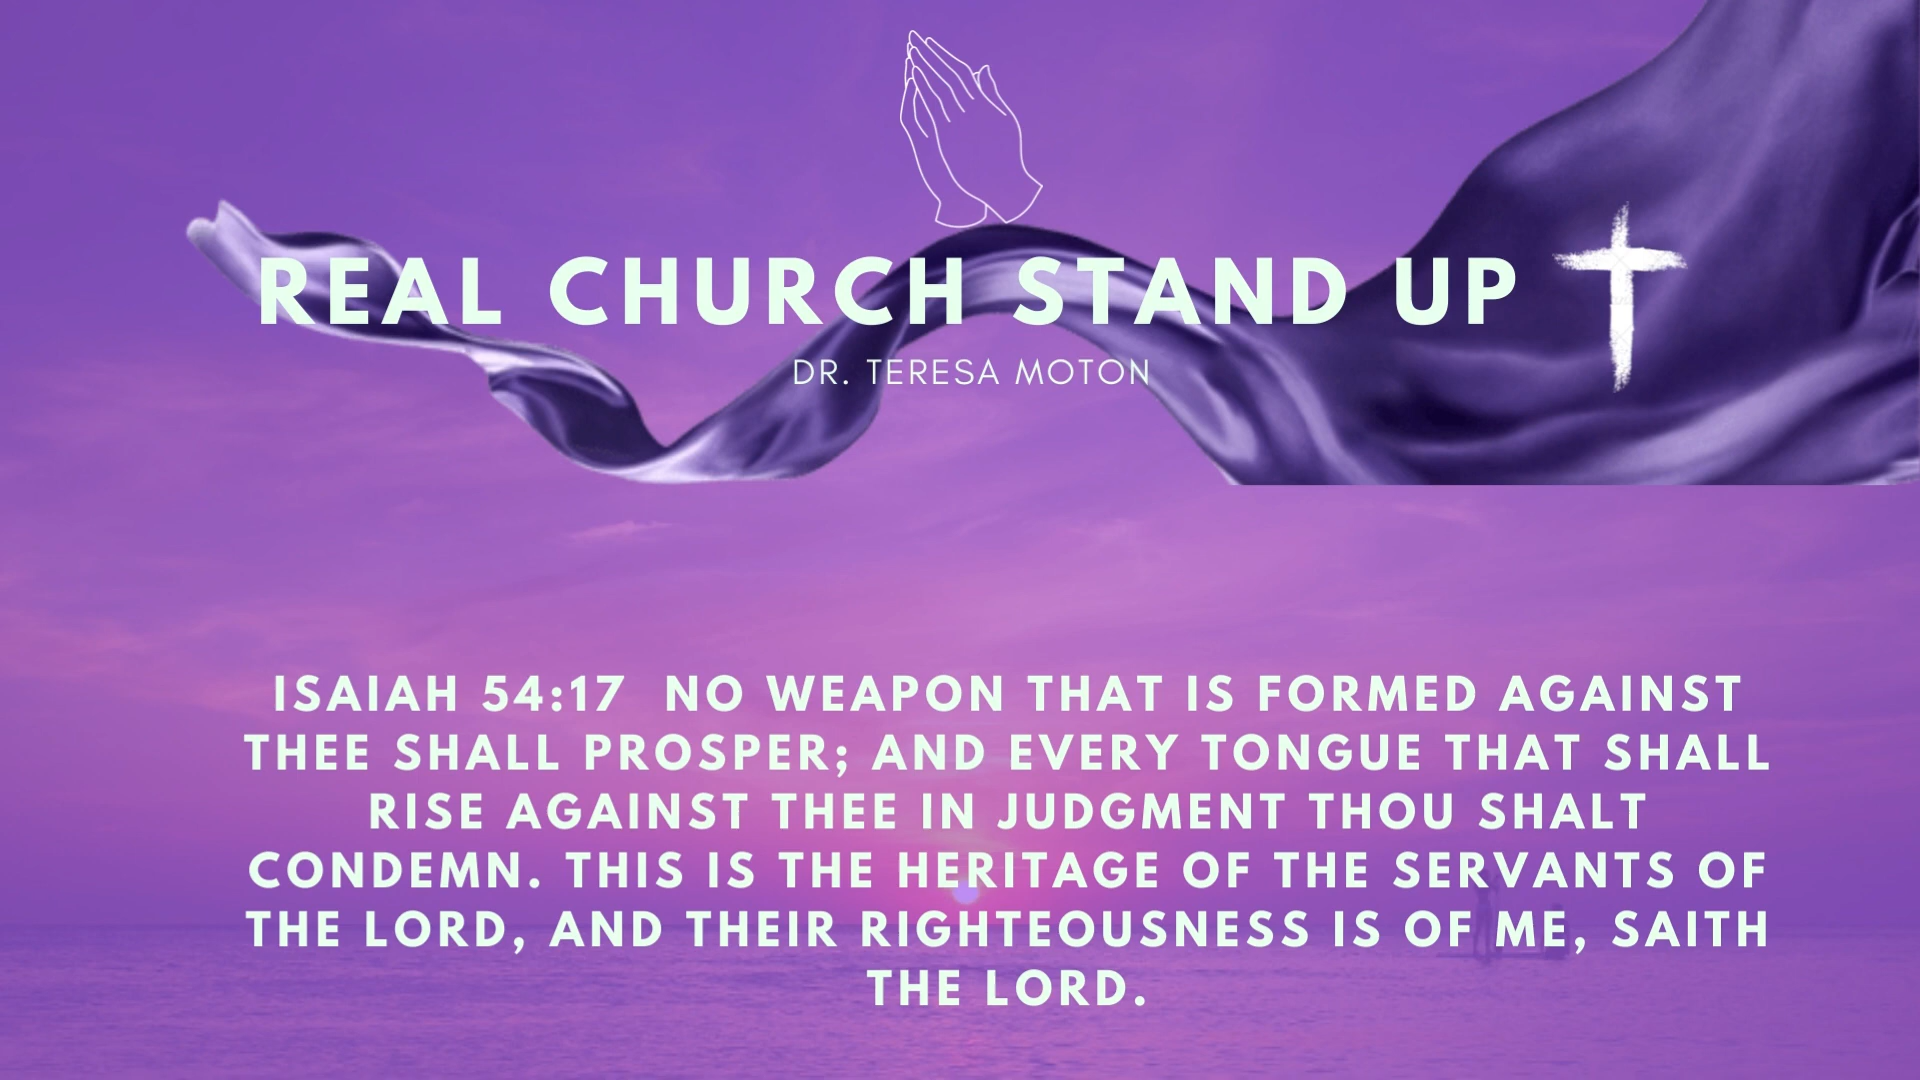 REAL CHURCH STAND UP
DR. TERESA MOTON
ISAIAH 54:17  NO WEAPON THAT IS FORMED AGAINST
THEE SHALL PROSPER; AND EVERY TONGUE THAT SHALL
RISE AGAINST THEE IN JUDGMENT THOU SHALT
CONDEMN. THIS IS THE HERITAGE OF THE SERVANTS OF
THE LORD, AND THEIR RIGHTEOUSNESS IS OF ME, SAITH
THE LORD.